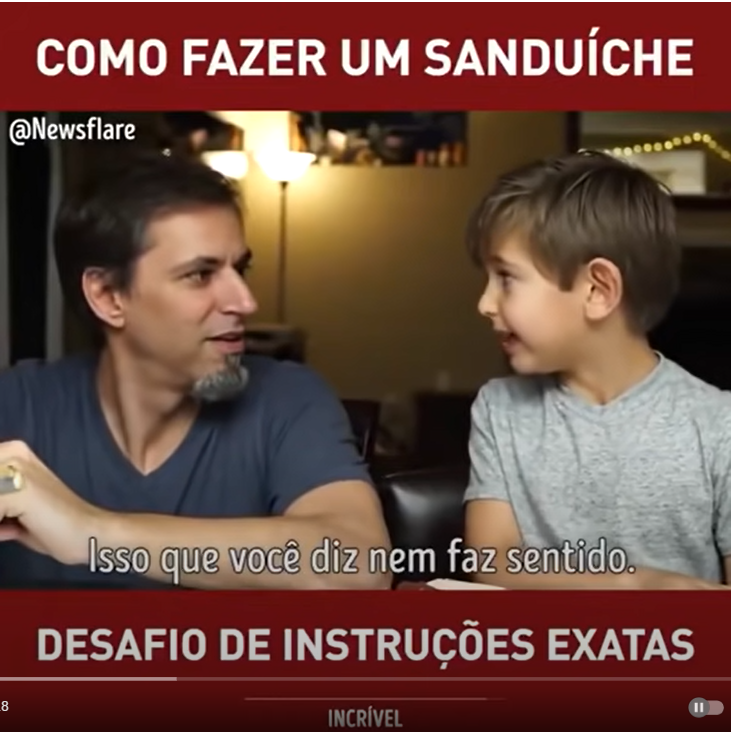 COMO FAZER UM SANDUÍCHE
@Newsflare
Isso que você diz nem faz sentido.
DESAFIO DE INSTRUÇÕES EXATAS
8
INCRÍVEL